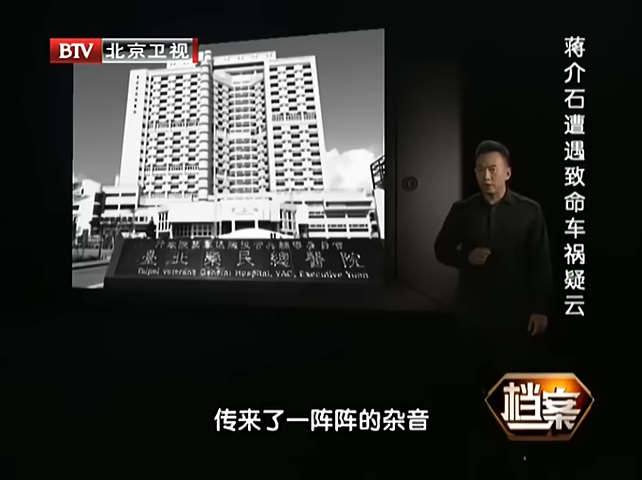 BTV 北京卫视
蒋介石遭遇致命车祸疑云
臺北榮民總醫院
Taipei Veterans General Hospital, VAC, Executive Yuan
档案
传来了一阵阵的杂音